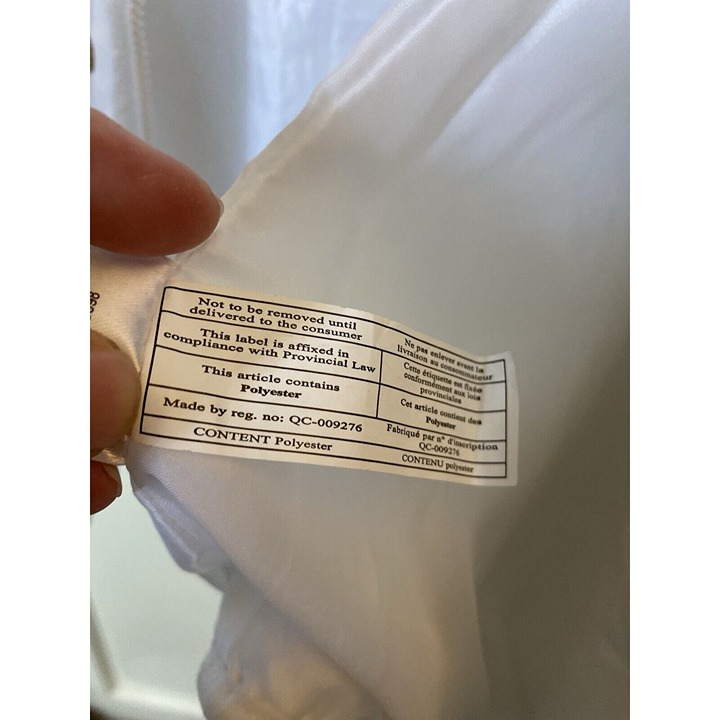 Not to be removed until
delivered to the consumer
This label is affixed in
compliance with Provincial Law
This article contains
Polyester
Made by reg. no: QC-009276
CONTENT Polyester
Ne pas enlever avant la
livraison au consommateur
Cette étiquette est fixée
conformément aux lois
provinciales
Cet article contient des
Polyester
Fabriqué par n° d'inscription
QC-009276
CONTENU polyester